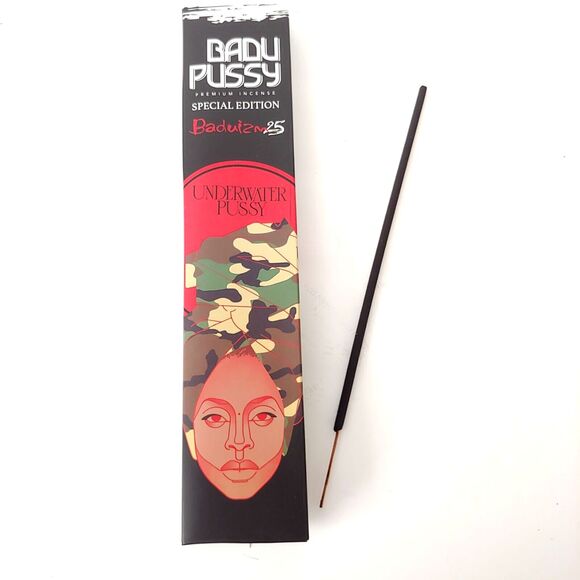 BADU
PUSSY
PREMIUM INCENSE
SPECIAL EDITION
Baduizm25
UNDERWATER
PUSSY